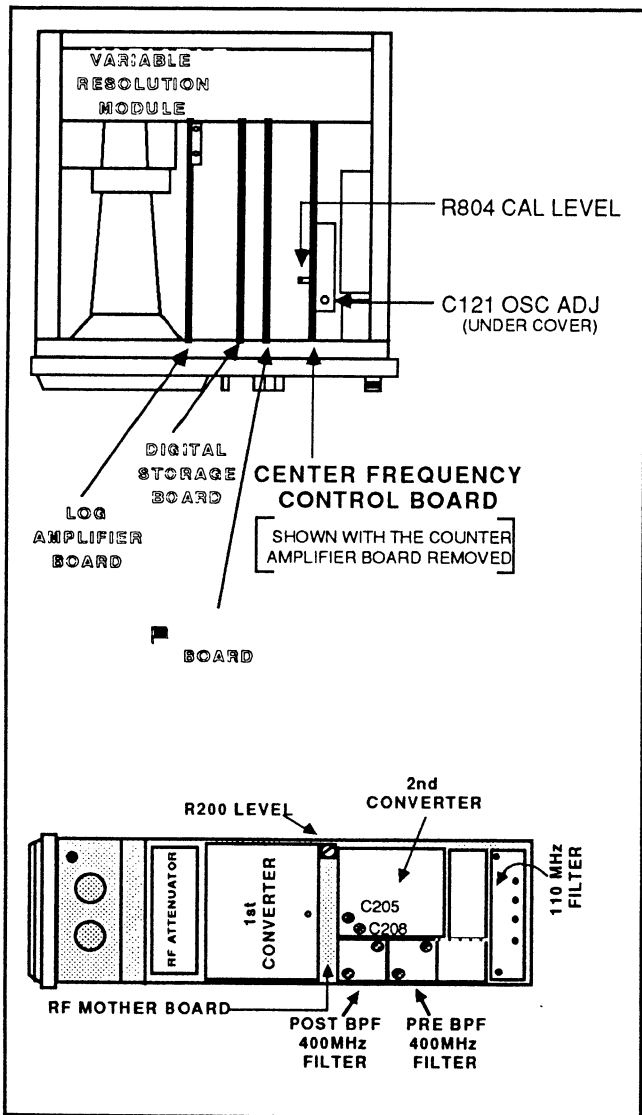 VARIABLE
RESOLUTION
MODULE
R804 CAL LEVEL
C121 OSC ADJ
(UNDER COVER)
DIGITAL
STORAGE
BOARD
CENTER FREQUENCY
CONTROL BOARD
SHOWN WITH THE COUNTER
AMPLIFIER BOARD REMOVED
LOG
AMPLIFIER
BOARD
BOARD
2nd
CONVERTER
R200 LEVEL
RF ATTENUATOR
1st
CONVERTER
C205
C208
110 MHz
FILTER
RF MOTHER BOARD
POST BPF
400MHz
FILTER
PRE BPF
400MHz
FILTER